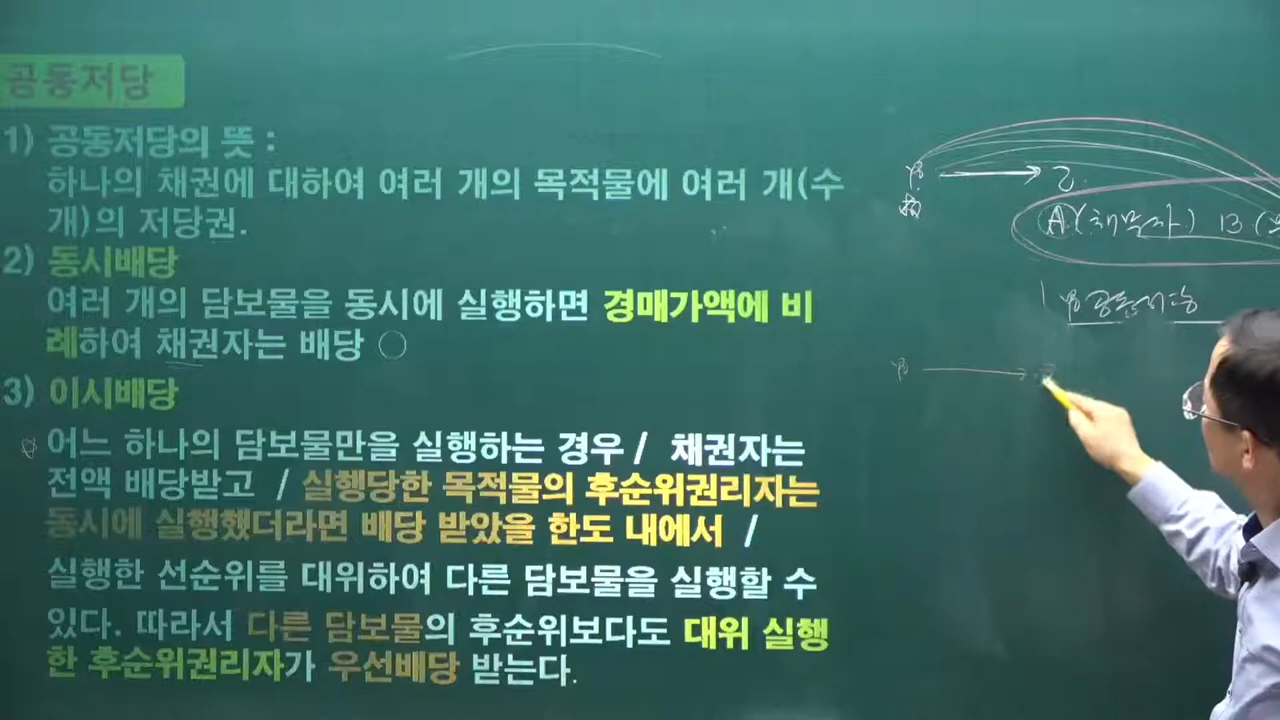 공동저당
1) 공동저당의 뜻 :
하나의 채권에 대하여 여러 개의 목적물에 여러 개(수
개)의 저당권.
2) 동시배당
여러 개의 담보물을 동시에 실행하면 경매가액에 비
례하여 채권자는 배당
3) 이시배당
어느 하나의 담보물만을 실행하는 경우 / 채권자는
전액 배당받고 / 실행당한 목적물의 후순위권리자는
동시에 실행했더라면 배당 받았을 한도 내에서 /
실행한 선순위를 대위하여 다른 담보물을 실행할 수
있다. 따라서 다른 담보물의 후순위보다도 대위 실행
한 후순위권리자가 우선배당 받는다.
乙
A(채무자) B (
공동저당